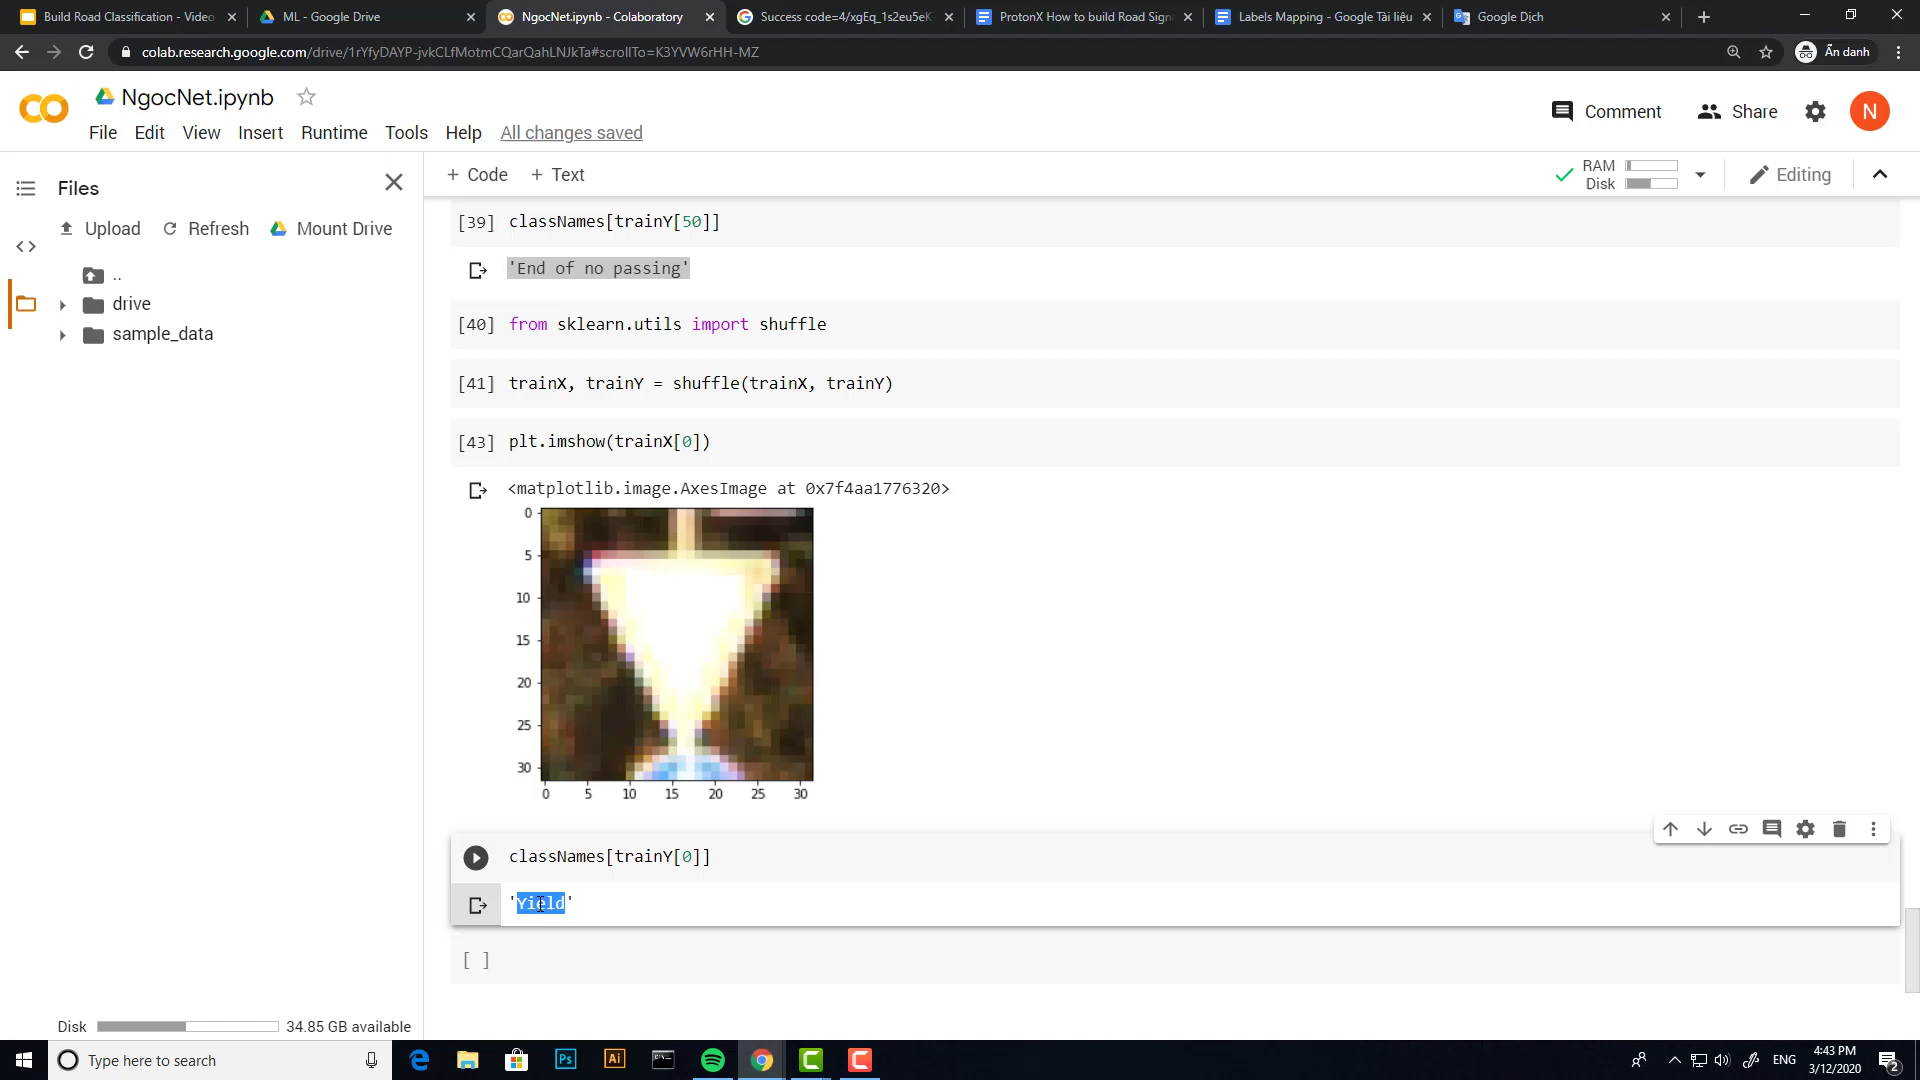 Build Road Classification - Video
ML - Google Drive
NgocNet.ipynb - Colaboratory
Success code=4/xgEq_1s2eu5eK
ProtonX How to build Road Sign
Labels Mapping - Google Tài liệu
Google Dịch
colab.research.google.com/drive/1rYfyDAYP-jvkCLfMotmCQarQahLNJkTa#scrollTo=K3YVW6rHH-MZ
Ẩn danh
NgocNet.ipynb
Comment
Share
N
File Edit View Insert Runtime Tools Help All changes saved
Files
+ Code + Text
RAM
Disk
Editing
Upload Refresh Mount Drive
..
drive
sample_data
[39] classNames[trainY[50]]
'End of no passing'
[40] from sklearn.utils import shuffle
[41] trainX, trainY = shuffle(trainX, trainY)
[43] plt.imshow(trainX[0])
<matplotlib.image.AxesImage at 0x7f4aa1776320>
0
5
10
15
20
25
30
0 5 10 15 20 25 30
classNames[trainY[0]]
'Yield'
[ ]
Disk 34.85 GB available
Type here to search
Ps
Ai
ENG
4:43 PM
3/12/2020
2